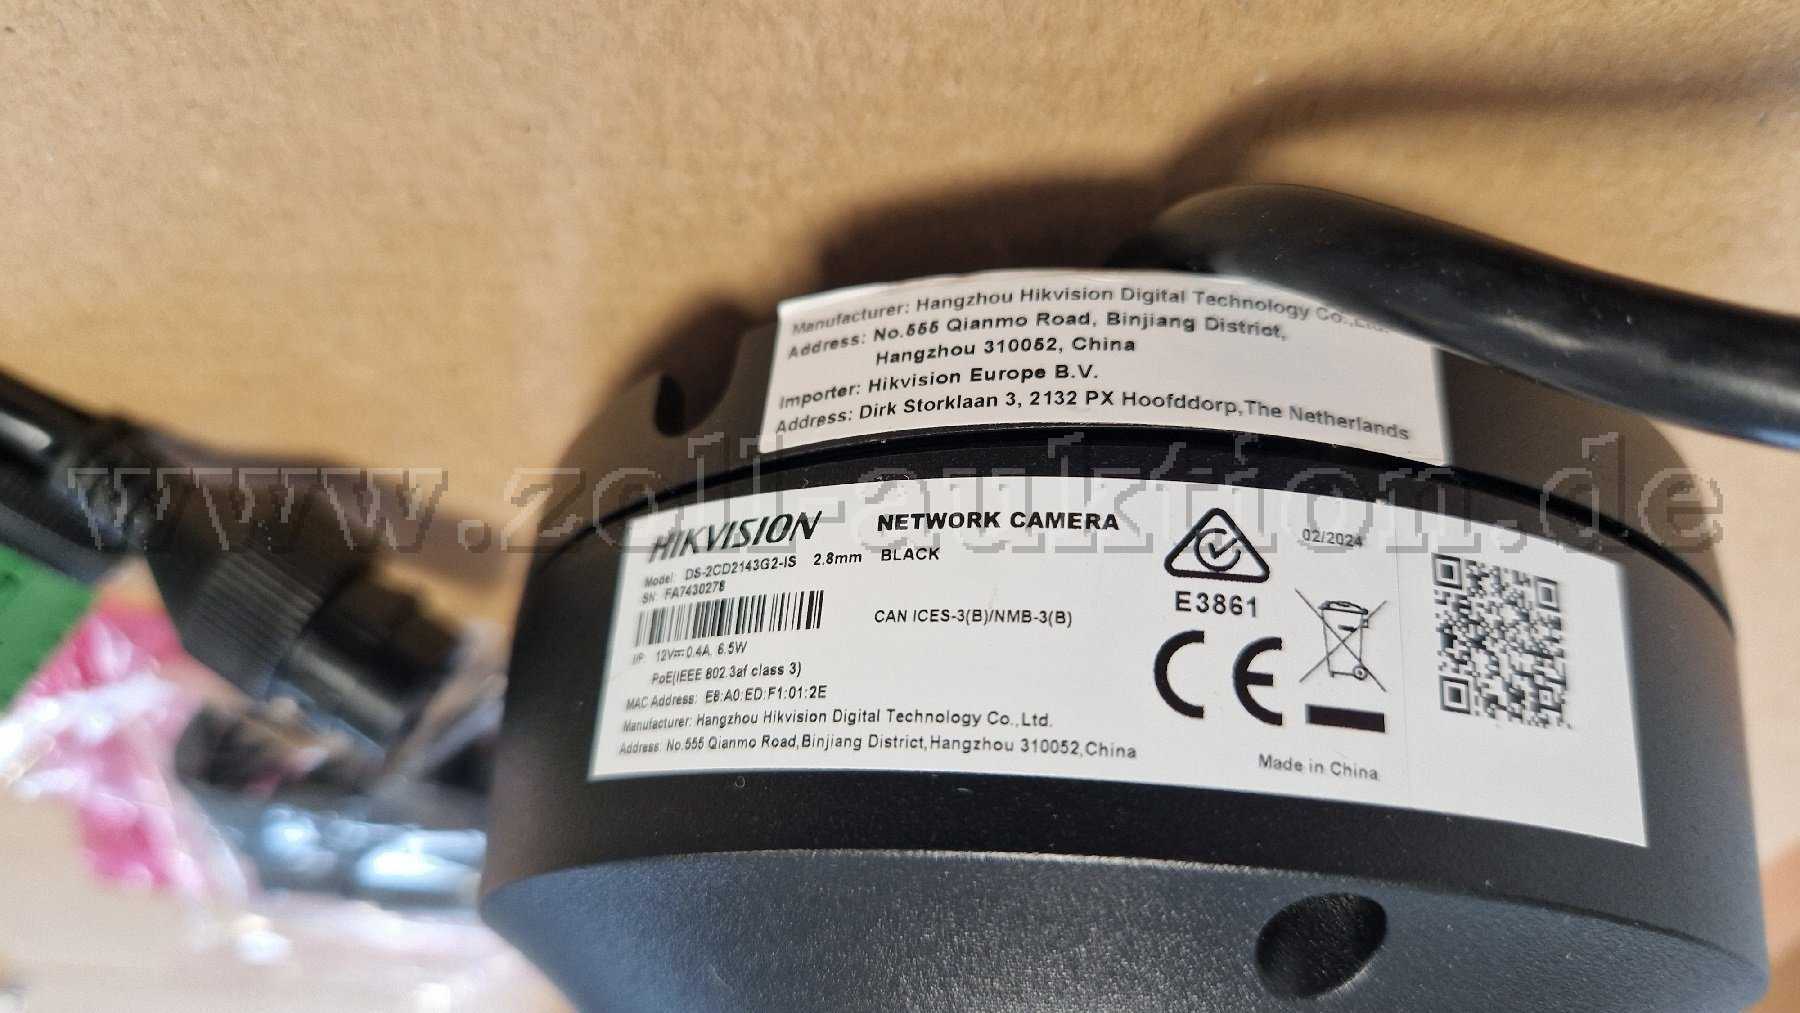 Manufacturer: Hangzhou Hikvision Digital Technology Co.,Ltd.
Address: No.555 Qianmo Road, Binjiang District,
Hangzhou 310052, China
Importer: Hikvision Europe B.V.
Address: Dirk Storklaan 3, 2132 PX Hoofddorp,The Netherlands
www.zoll-auktion.de
HIKVISION NETWORK CAMERA
Model: DS-2CD2143G2-IS 2.8mm BLACK
SN: FA7430278
02/2024
E3861
CAN ICES-3(B)/NMB-3(B)
I/P: 12V⎓0.4A, 6.5W
PoE(IEEE 802.3af class 3)
MAC Address: E8:A0:ED:F1:01:2E
Manufacturer: Hangzhou Hikvision Digital Technology Co.,Ltd.
Address: No.555 Qianmo Road,Binjiang District,Hangzhou 310052,China
CE
Made in China